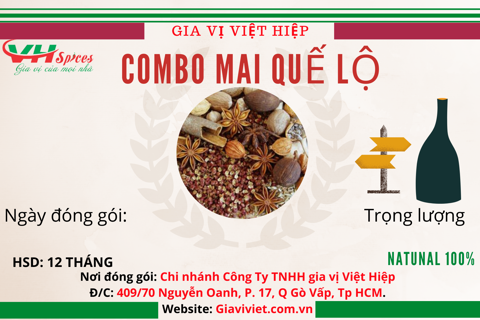 GIA VỊ VIỆT HIỆP
VH Spices
Gia vị của mọi nhà
COMBO MAI QUẾ LỘ
Ngày đóng gói:
Trọng lượng
HSD: 12 THÁNG
NATUNAL 100%
Nơi đóng gói: Chi nhánh Công Ty TNHH gia vị Việt Hiệp
Đ/C: 409/70 Nguyễn Oanh, P. 17, Q Gò Vấp, Tp HCM.
Website: Giaviviet.com.vn